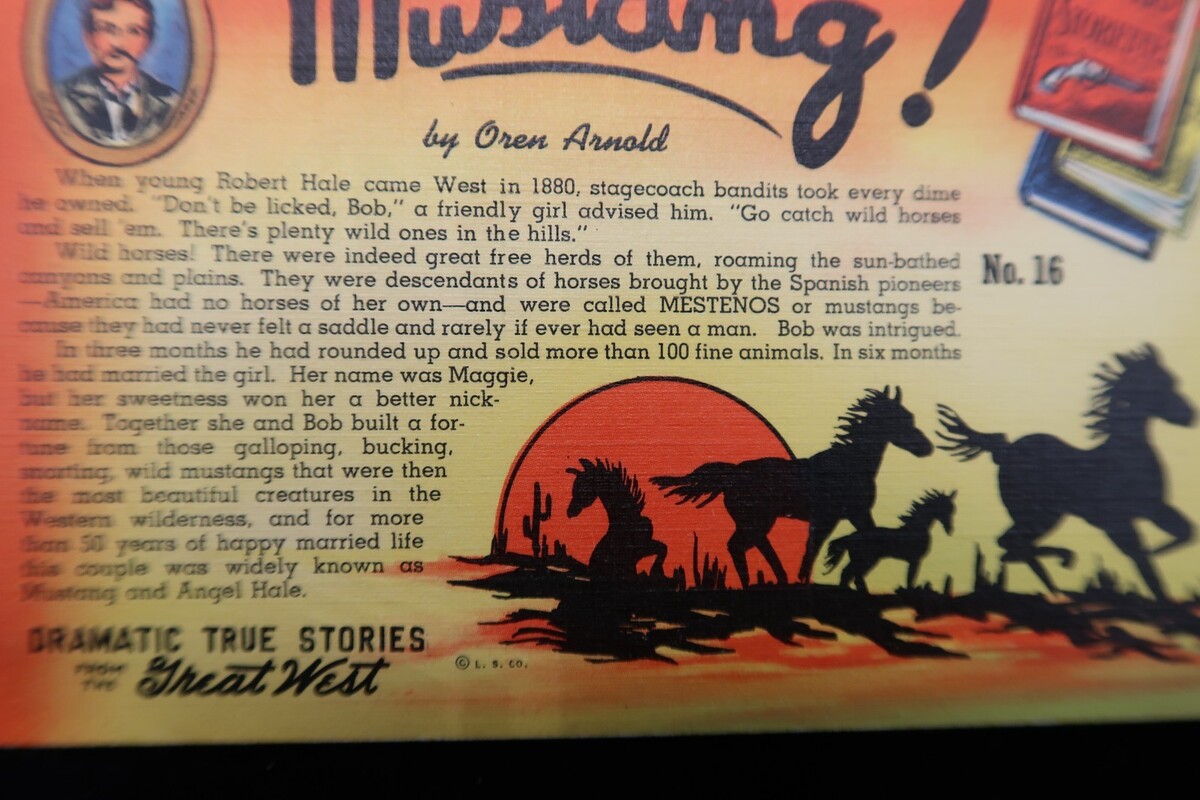 Mustang!
by Oren Arnold
STORIETTE
When young Robert Hale came West in 1880, stagecoach bandits took every dime
he owned. "Don't be licked, Bob," a friendly girl advised him. "Go catch wild horses
and sell 'em. There's plenty wild ones in the hills."
Wild horses! There were indeed great free herds of them, roaming the sun-bathed
canyons and plains. They were descendants of horses brought by the Spanish pioneers
—America had no horses of her own—and were called MESTENOS or mustangs be-
cause they had never felt a saddle and rarely if ever had seen a man. Bob was intrigued.
No. 16
In three months he had rounded up and sold more than 100 fine animals. In six months
he had married the girl. Her name was Maggie,
but her sweetness won her a better nick-
name. Together she and Bob built a for-
tune from those galloping, bucking,
snorting, wild mustangs that were then
the most beautiful creatures in the
Western wilderness, and for more
than 50 years of happy married life
this couple was widely known as
Mustang and Angel Hale.
DRAMATIC TRUE STORIES
FROM THE Great West
© L. S. CO.